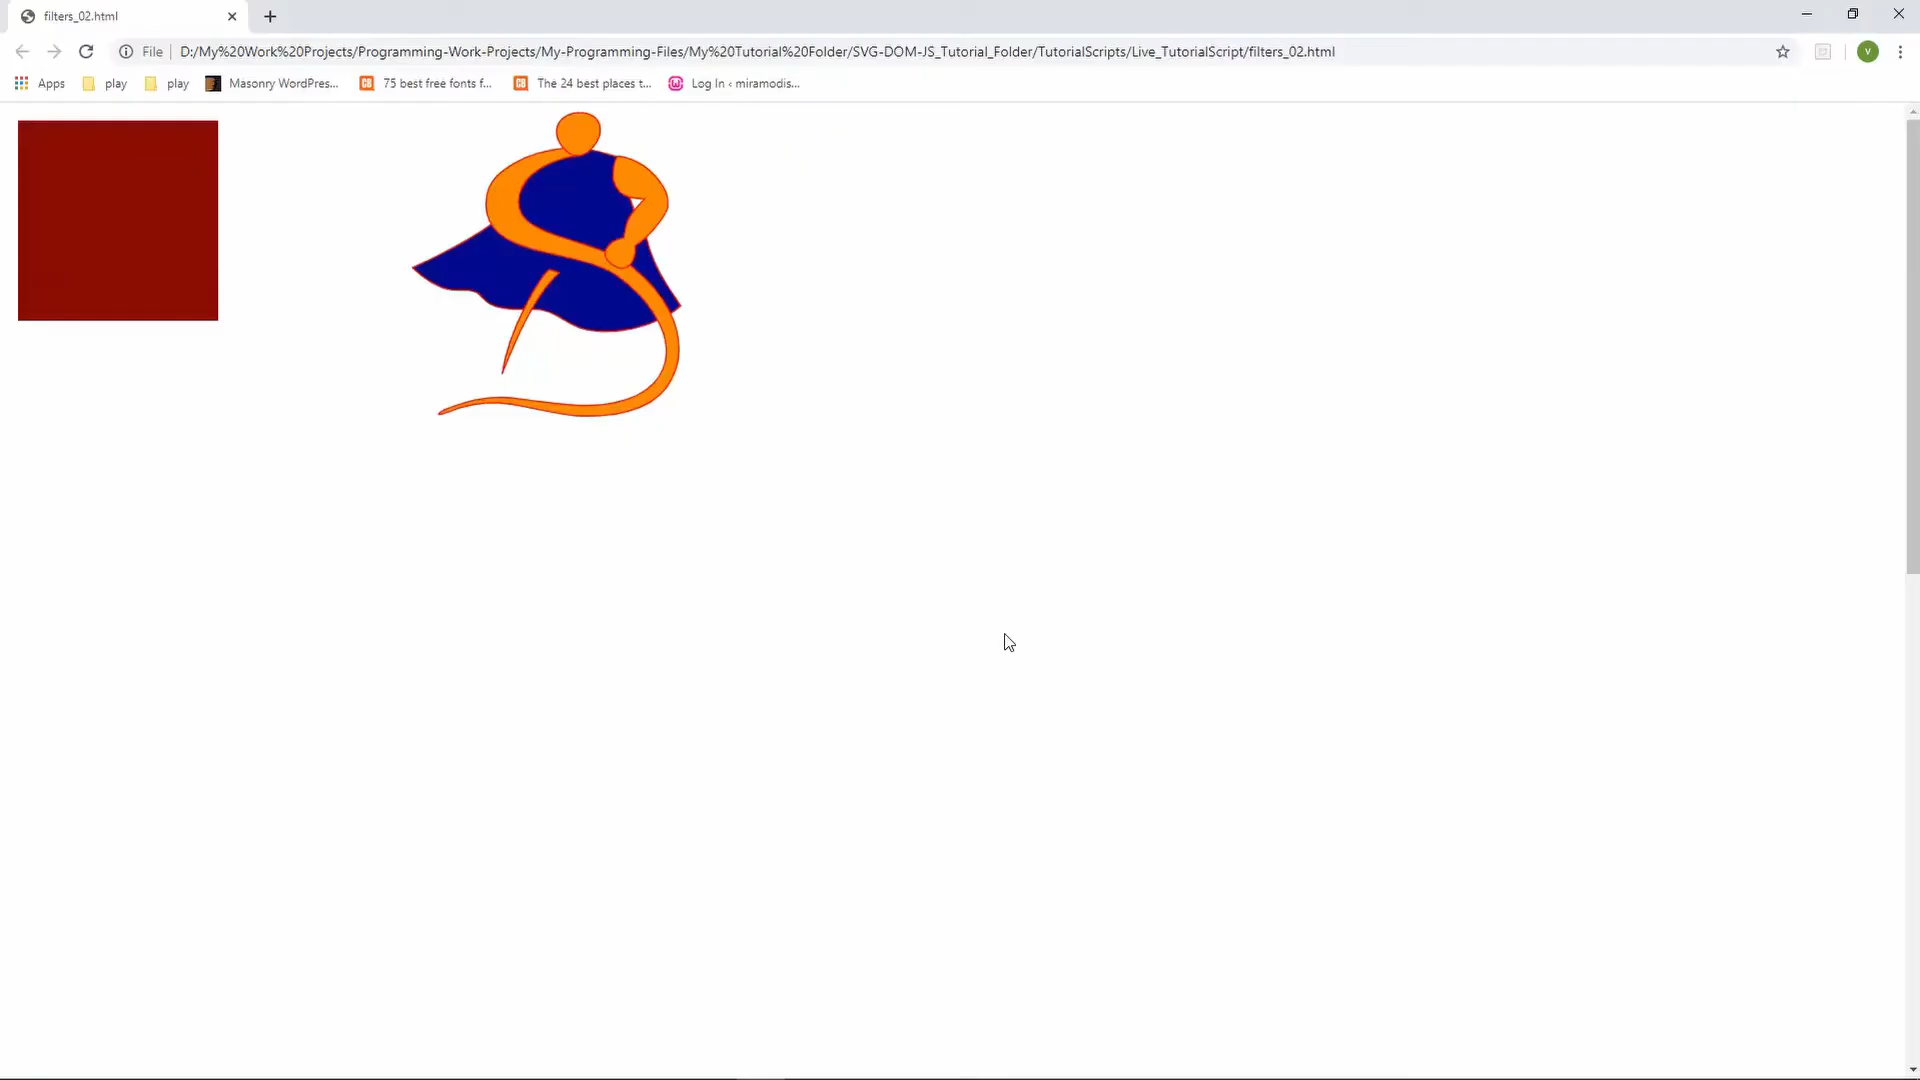 filters_02.html
File D:/My%20Work%20Projects/Programming-Work-Projects/My-Programming-Files/My%20Tutorial%20Folder/SVG-DOM-JS_Tutorial_Folder/TutorialScripts/Live_TutorialScript/filters_02.html V
Apps play play Masonry WordPres... CB 75 best free fonts f... CB The 24 best places t... Log In ‹ miramodis...